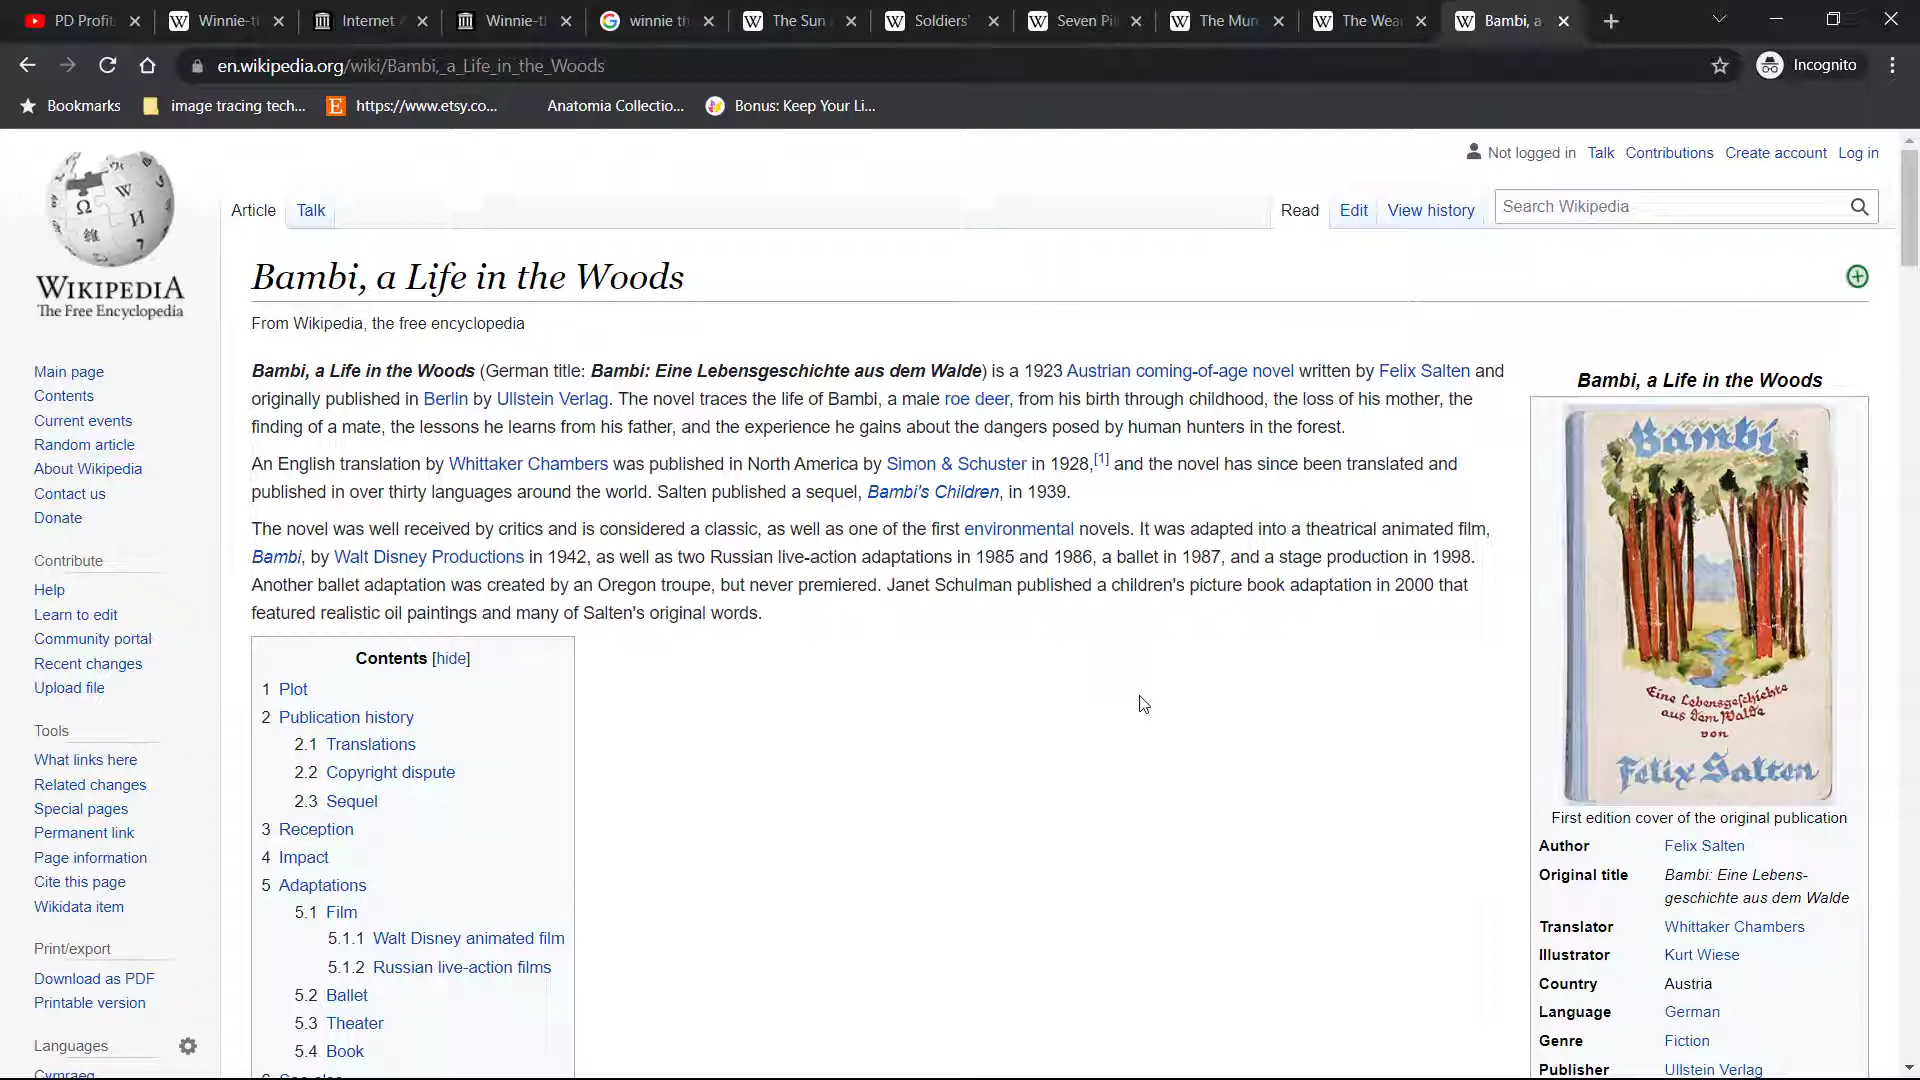 PD Profit
Winnie-t
Internet
Winnie-t
winnie th
The Sun
Soldiers'
Seven Pi
The Mur
The Wea
Bambi, a
en.wikipedia.org/wiki/Bambi,_a_Life_in_the_Woods
Incognito
Bookmarks
image tracing tech...
https://www.etsy.co...
Anatomia Collectio...
Bonus: Keep Your Li...
Not logged in Talk Contributions Create account Log in
Article Talk
Read Edit View history
Search Wikipedia
WIKIPEDIA
The Free Encyclopedia
Main page
Contents
Current events
Random article
About Wikipedia
Contact us
Donate
Contribute
Help
Learn to edit
Community portal
Recent changes
Upload file
Tools
What links here
Related changes
Special pages
Permanent link
Page information
Cite this page
Wikidata item
Print/export
Download as PDF
Printable version
Languages
Cymraeg
Bambi, a Life in the Woods
From Wikipedia, the free encyclopedia
Bambi, a Life in the Woods (German title: Bambi: Eine Lebensgeschichte aus dem Walde) is a 1923 Austrian coming-of-age novel written by Felix Salten and
originally published in Berlin by Ullstein Verlag. The novel traces the life of Bambi, a male roe deer, from his birth through childhood, the loss of his mother, the
finding of a mate, the lessons he learns from his father, and the experience he gains about the dangers posed by human hunters in the forest.
An English translation by Whittaker Chambers was published in North America by Simon & Schuster in 1928,[1] and the novel has since been translated and
published in over thirty languages around the world. Salten published a sequel, Bambi's Children, in 1939.
The novel was well received by critics and is considered a classic, as well as one of the first environmental novels. It was adapted into a theatrical animated film,
Bambi, by Walt Disney Productions in 1942, as well as two Russian live-action adaptations in 1985 and 1986, a ballet in 1987, and a stage production in 1998.
Another ballet adaptation was created by an Oregon troupe, but never premiered. Janet Schulman published a children's picture book adaptation in 2000 that
featured realistic oil paintings and many of Salten's original words.
Contents [hide]
1 Plot
2 Publication history
2.1 Translations
2.2 Copyright dispute
2.3 Sequel
3 Reception
4 Impact
5 Adaptations
5.1 Film
5.1.1 Walt Disney animated film
5.1.2 Russian live-action films
5.2 Ballet
5.3 Theater
5.4 Book
6 See also
Bambi, a Life in the Woods
Bambi
Eine Lebensgeschichte
aus dem Walde
von
Felix Salten
First edition cover of the original publication
Author Felix Salten
Original title Bambi: Eine Lebens-
geschichte aus dem Walde
Translator Whittaker Chambers
Illustrator Kurt Wiese
Country Austria
Language German
Genre Fiction
Publisher Ullstein Verlag